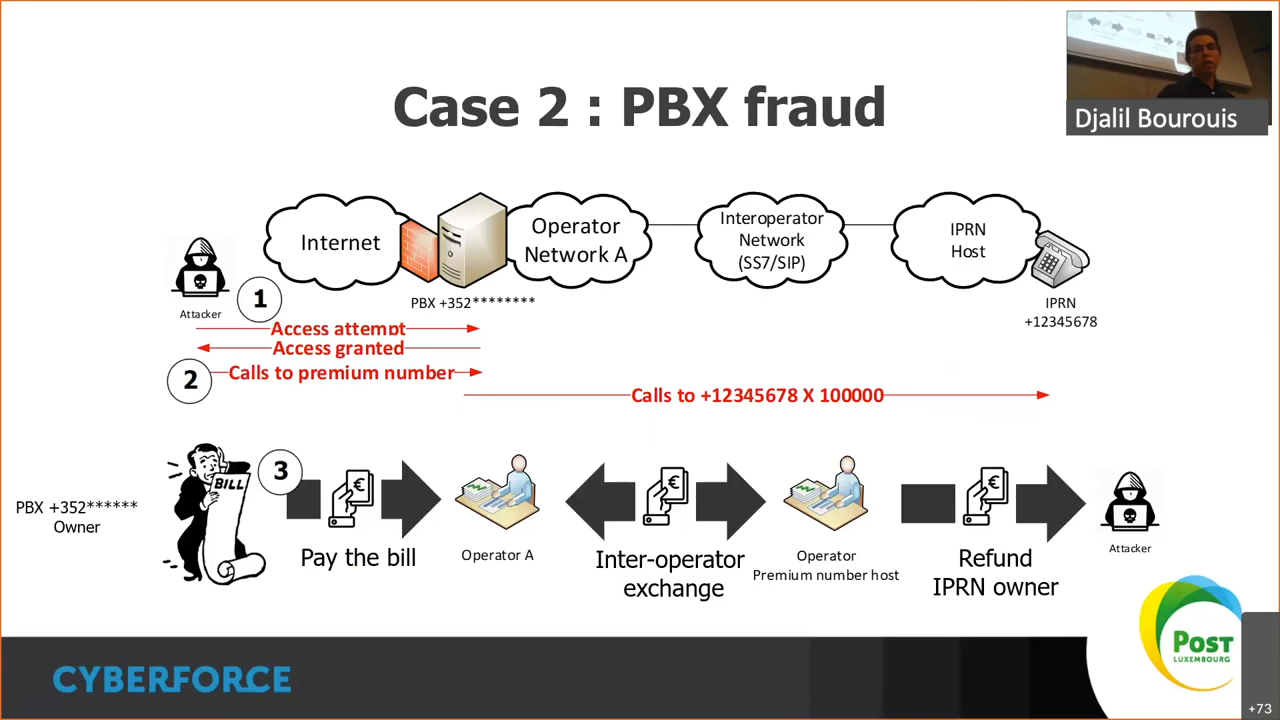 Djalil Bourouis
Case 2 : PBX fraud
Internet
Operator
Network A
Interoperator
Network
(SS7/SIP)
IPRN
Host
Attacker
1
PBX +352********
IPRN
+12345678
Access attempt
Access granted
2
Calls to premium number
Calls to +12345678 X 100000
PBX +352******
Owner
BILL
3
Pay the bill
Operator A
Inter-operator
exchange
Operator
Premium number host
Refund
IPRN owner
Attacker
CYBERFORCE
POST
LUXEMBOURG
+73